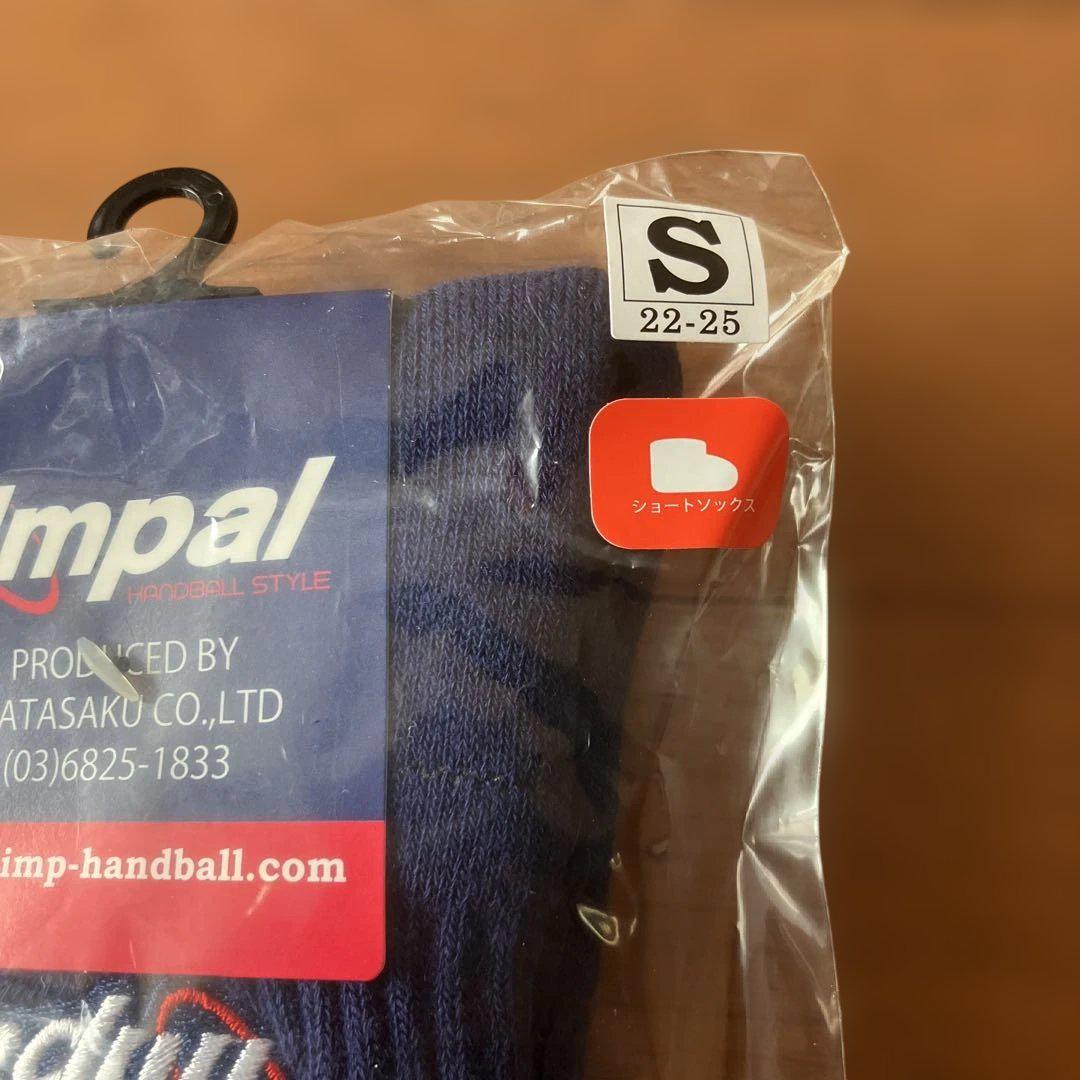 S
22-25
ショートソックス
Impal
HANDBALL STYLE
PRODUCED BY
ATASAKU CO.,LTD
(03)6825-1833
imp-handball.com